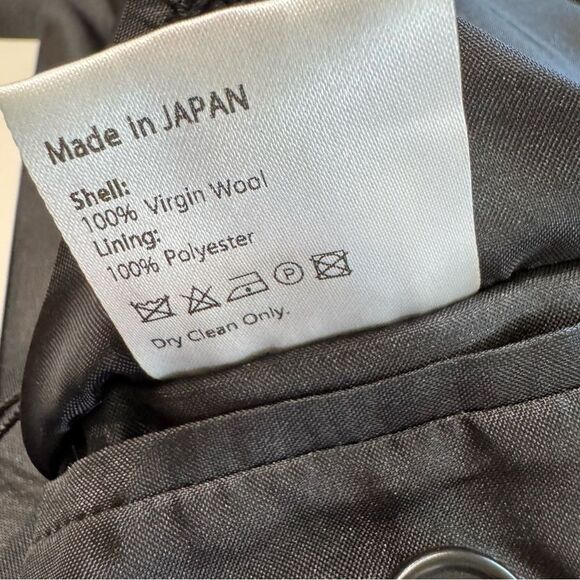 Made in JAPAN
Shell:
100% Virgin Wool
Lining:
100% Polyester
P
Dry Clean Only.